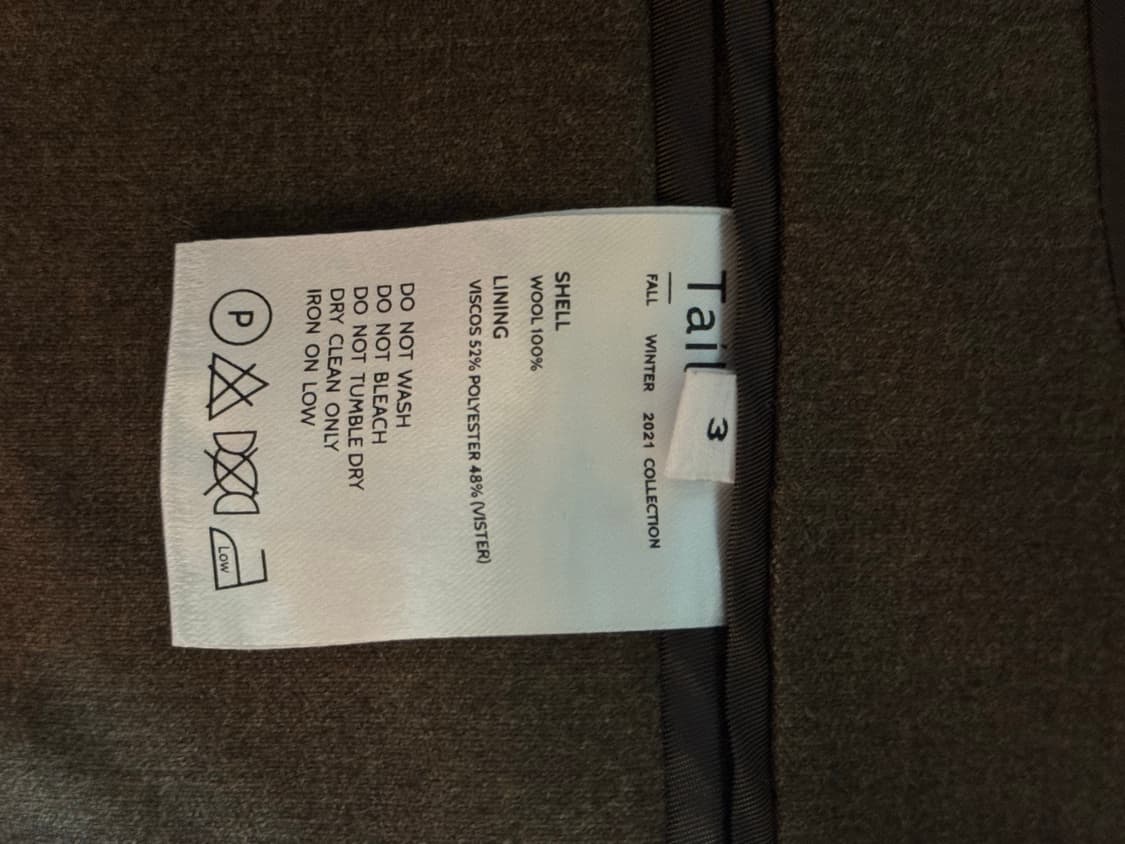 Tail
3
FALL WINTER 2021 COLLECTION
SHELL
WOOL 100%
LINING
VISCOS 52% POLYESTER 48% (VISTER)
DO NOT WASH
DO NOT BLEACH
DO NOT TUMBLE DRY
DRY CLEAN ONLY
IRON ON LOW
P LOW